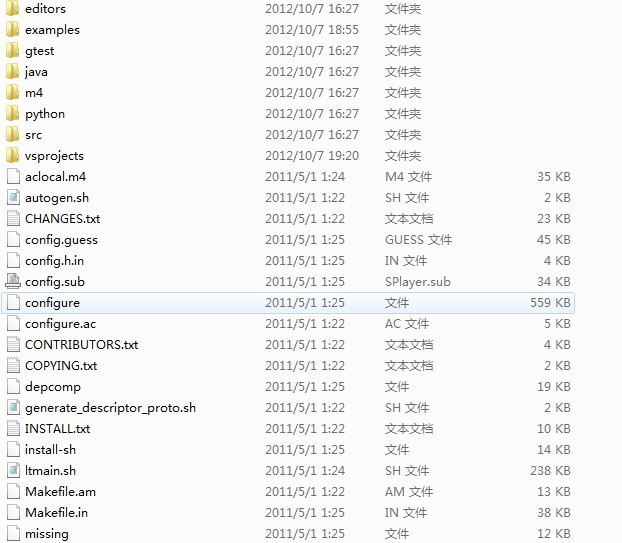 editors 2012/10/7 16:27 文件夹
examples 2012/10/7 18:55 文件夹
gtest 2012/10/7 16:27 文件夹
java 2012/10/7 16:27 文件夹
m4 2012/10/7 16:27 文件夹
python 2012/10/7 16:27 文件夹
src 2012/10/7 16:27 文件夹
vsprojects 2012/10/7 19:20 文件夹
aclocal.m4 2011/5/1 1:24 M4 文件 35 KB
autogen.sh 2011/5/1 1:22 SH 文件 2 KB
CHANGES.txt 2011/5/1 1:22 文本文档 23 KB
config.guess 2011/5/1 1:25 GUESS 文件 45 KB
config.h.in 2011/5/1 1:25 IN 文件 4 KB
config.sub 2011/5/1 1:25 SPlayer.sub 34 KB
configure 2011/5/1 1:25 文件 559 KB
configure.ac 2011/5/1 1:22 AC 文件 5 KB
CONTRIBUTORS.txt 2011/5/1 1:22 文本文档 4 KB
COPYING.txt 2011/5/1 1:22 文本文档 2 KB
depcomp 2011/5/1 1:25 文件 19 KB
generate_descriptor_proto.sh 2011/5/1 1:22 SH 文件 2 KB
INSTALL.txt 2011/5/1 1:22 文本文档 10 KB
install-sh 2011/5/1 1:25 文件 14 KB
ltmain.sh 2011/5/1 1:24 SH 文件 238 KB
Makefile.am 2011/5/1 1:22 AM 文件 13 KB
Makefile.in 2011/5/1 1:25 IN 文件 38 KB
missing 2011/5/1 1:25 文件 12 KB